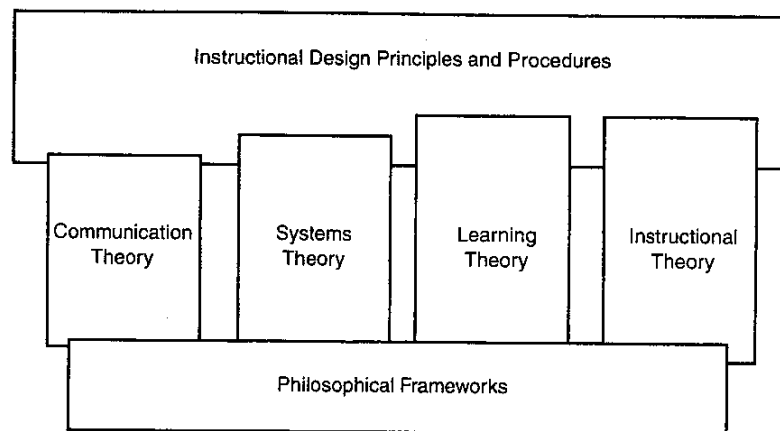 Instructional Design Principles and Procedures
Communication
Theory
Systems
Theory
Learning
Theory
Instructional
Theory
Philosophical Frameworks